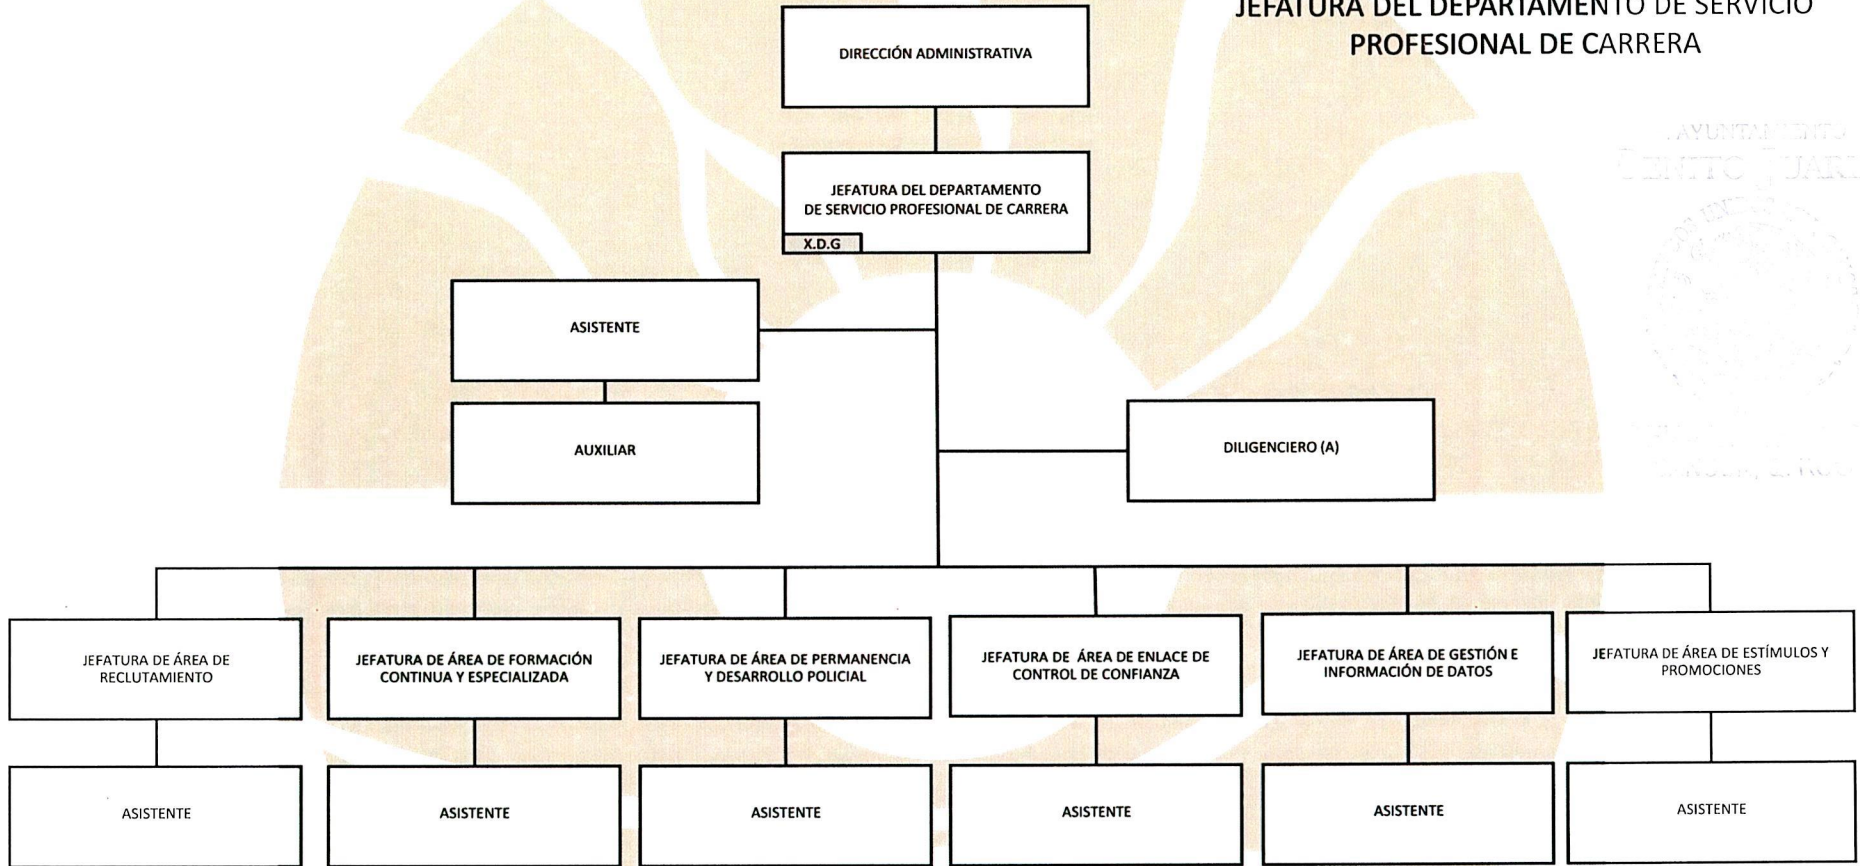 JEFATURA DEL DEPARTAMENTO DE SERVICIO
PROFESIONAL DE CARRERA
DIRECCIÓN ADMINISTRATIVA
JEFATURA DEL DEPARTAMENTO
DE SERVICIO PROFESIONAL DE CARRERA
X.D.G
ASISTENTE
AUXILIAR
DILIGENCIERO (A)
JEFATURA DE ÁREA DE
RECLUTAMIENTO
JEFATURA DE ÁREA DE FORMACIÓN
CONTINUA Y ESPECIALIZADA
JEFATURA DE ÁREA DE PERMANENCIA
Y DESARROLLO POLICIAL
JEFATURA DE ÁREA DE ENLACE DE
CONTROL DE CONFIANZA
JEFATURA DE ÁREA DE GESTIÓN E
INFORMACIÓN DE DATOS
JEFATURA DE ÁREA DE ESTÍMULOS Y
PROMOCIONES
ASISTENTE
ASISTENTE
ASISTENTE
ASISTENTE
ASISTENTE
ASISTENTE